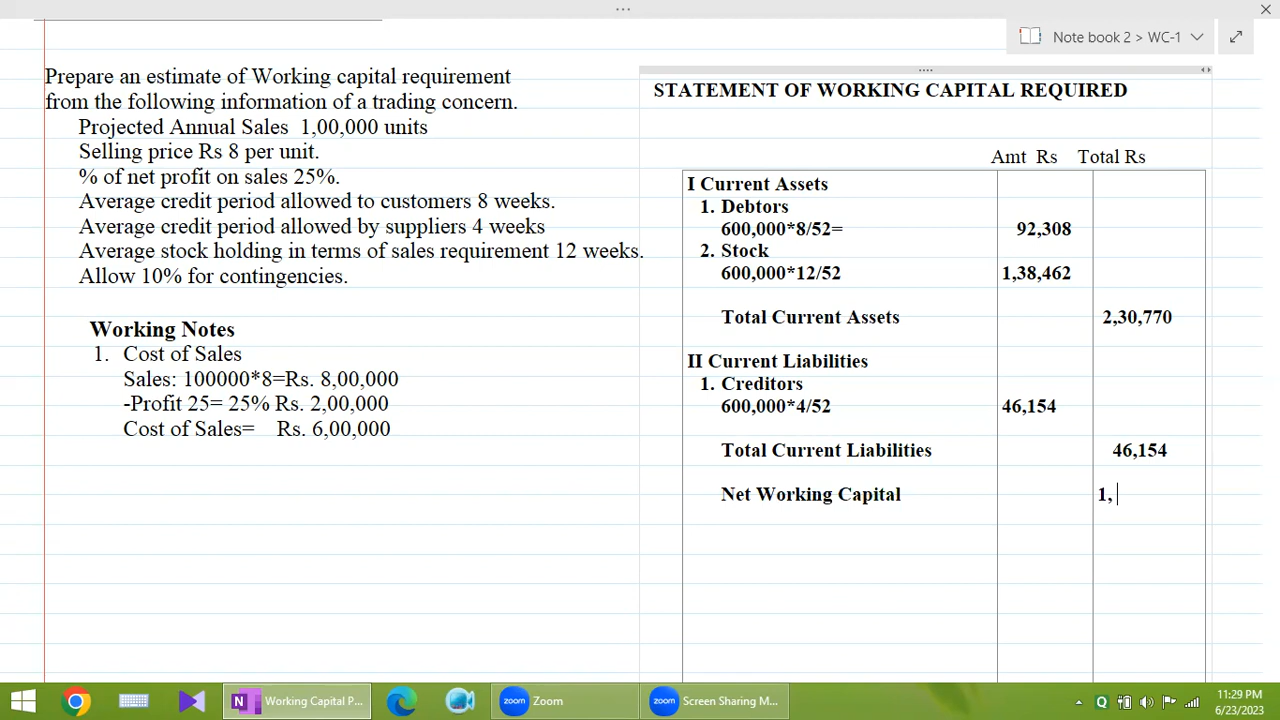 Note book 2 > WC-1
Prepare an estimate of Working capital requirement
from the following information of a trading concern.
Projected Annual Sales 1,00,000 units
Selling price Rs 8 per unit.
% of net profit on sales 25%.
Average credit period allowed to customers 8 weeks.
Average credit period allowed by suppliers 4 weeks
Average stock holding in terms of sales requirement 12 weeks.
Allow 10% for contingencies.
Working Notes
1. Cost of Sales
Sales: 100000*8=Rs. 8,00,000
-Profit 25= 25% Rs. 2,00,000
Cost of Sales= Rs. 6,00,000
STATEMENT OF WORKING CAPITAL REQUIRED
Amt Rs Total Rs
I Current Assets
1. Debtors
600,000*8/52= 92,308
2. Stock
600,000*12/52 1,38,462
Total Current Assets 2,30,770
II Current Liabilities
1. Creditors
600,000*4/52 46,154
Total Current Liabilities 46,154
Net Working Capital 1,
Working Capital P...
zoom Zoom
zoom Screen Sharing M...
11:29 PM
6/23/2023